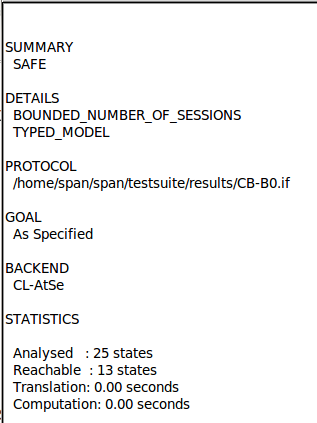 SUMMARY
SAFE
DETAILS
BOUNDED_NUMBER_OF_SESSIONS
TYPED_MODEL
PROTOCOL
/home/span/span/testsuite/results/CB-B0.if
GOAL
As Specified
BACKEND
CL-AtSe
STATISTICS
Analysed : 25 states
Reachable : 13 states
Translation: 0.00 seconds
Computation: 0.00 seconds